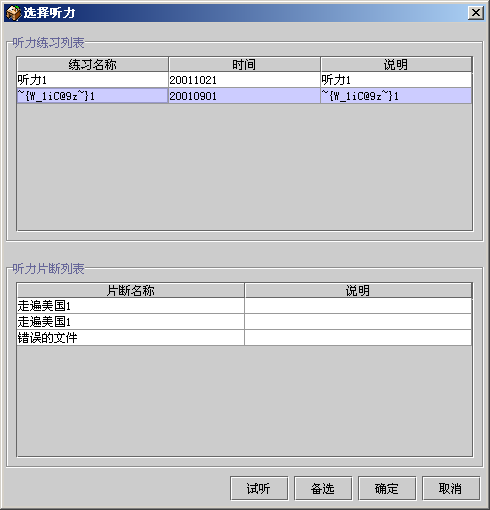 选择听力
听力练习列表
练习名称 时间 说明
听力1 20011021 听力1
~{W_1iC@9z~}1 20010901 ~{W_1iC@9z~}1
听力片断列表
片断名称 说明
走遍美国1
走遍美国1
错误的文件
试听 备选 确定 取消